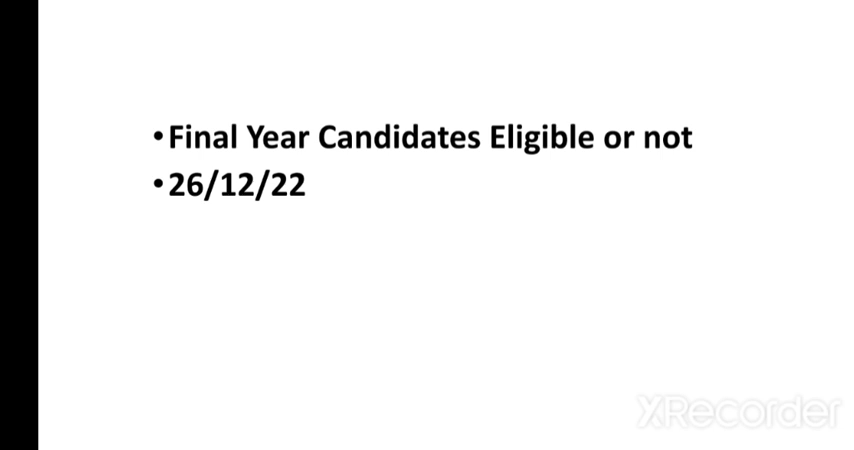 •Final Year Candidates Eligible or not
•26/12/22
XRecorder